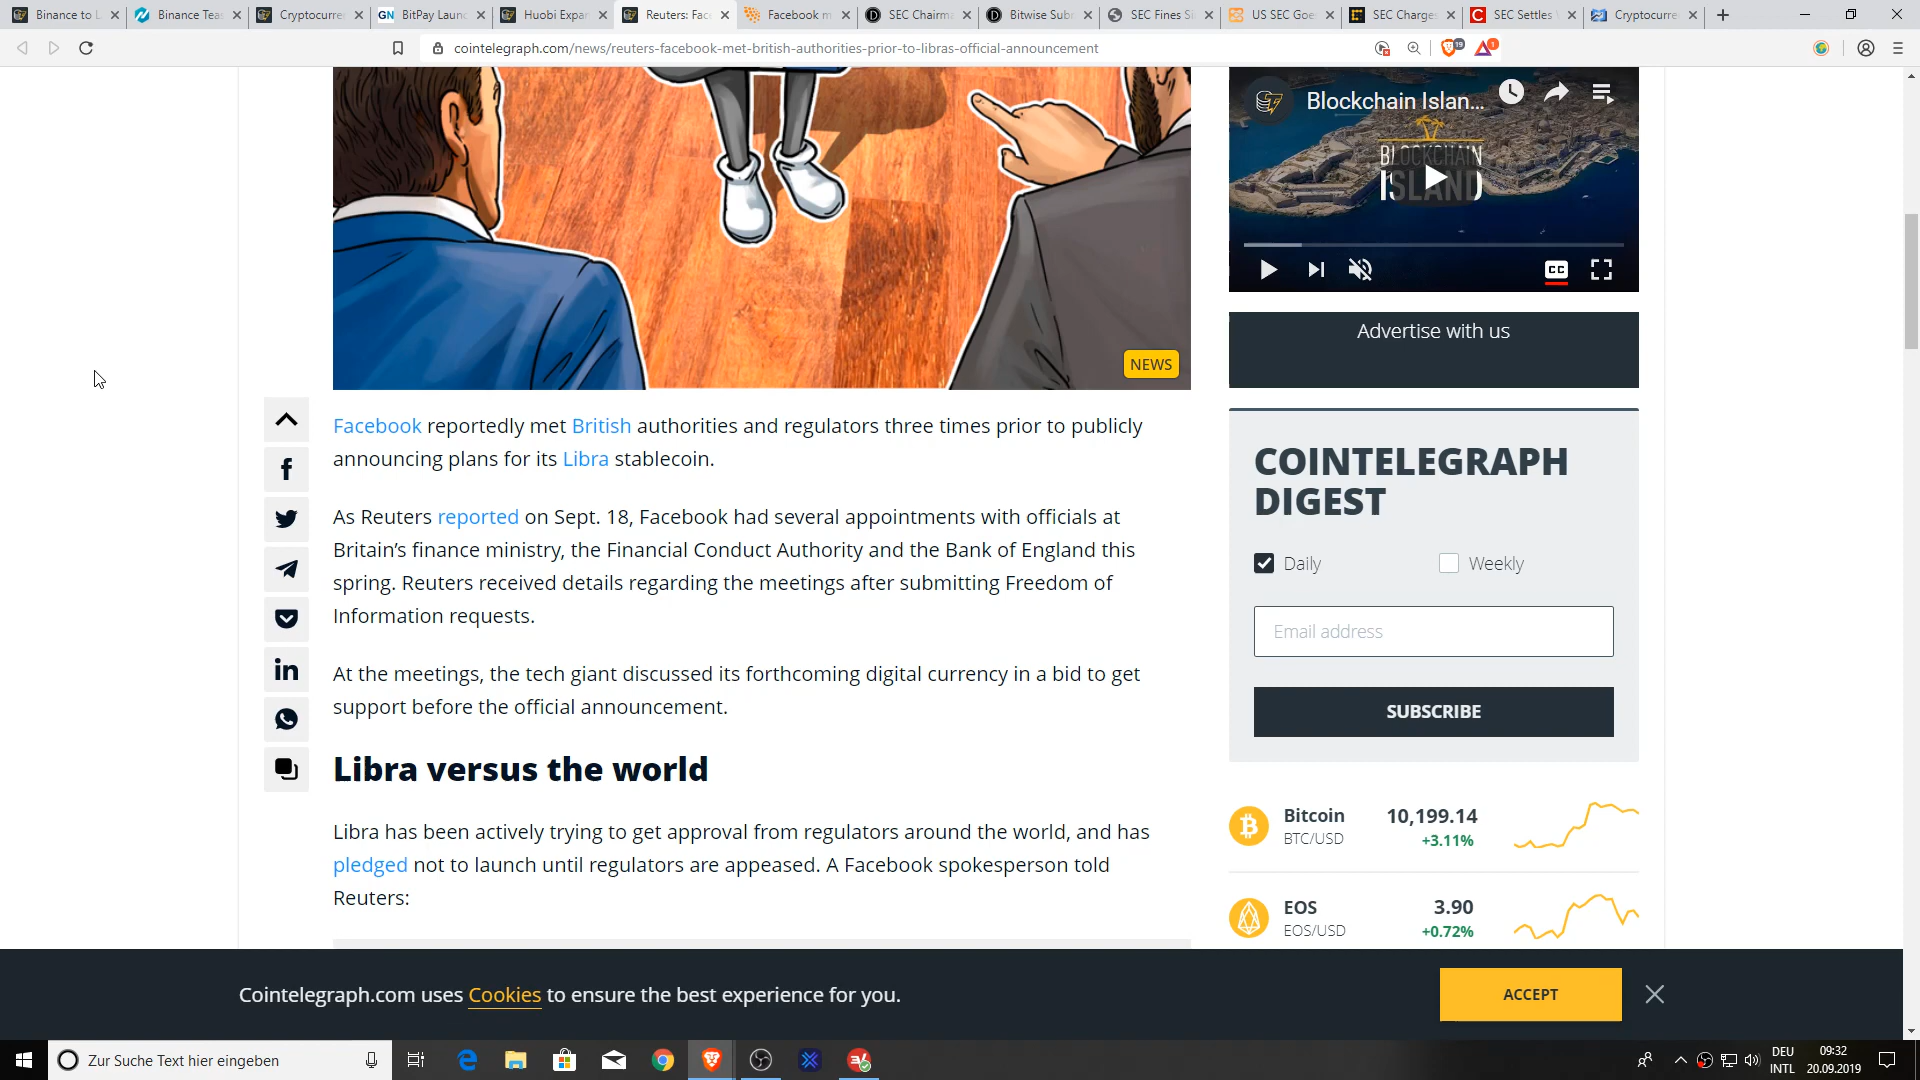 Binance to L
Binance Tea
Cryptocurre
GN BitPay Laun
Huobi Expa
Reuters: Fac
Facebook m
SEC Chairma
Bitwise Sub
SEC Fines Si
US SEC Goe
SEC Charge
SEC Settles
Cryptocurre
cointelegraph.com/news/reuters-facebook-met-british-authorities-prior-to-libras-official-announcement
19
1
NEWS
Facebook reportedly met British authorities and regulators three times prior to publicly
announcing plans for its Libra stablecoin.
As Reuters reported on Sept. 18, Facebook had several appointments with officials at
Britain's finance ministry, the Financial Conduct Authority and the Bank of England this
spring. Reuters received details regarding the meetings after submitting Freedom of
Information requests.
At the meetings, the tech giant discussed its forthcoming digital currency in a bid to get
support before the official announcement.
Libra versus the world
Libra has been actively trying to get approval from regulators around the world, and has
pledged not to launch until regulators are appeased. A Facebook spokesperson told
Reuters:
Blockchain Islan...
BLOCKCHAIN
ISLAND
CC
Advertise with us
COINTELEGRAPH
DIGEST
Daily
Weekly
Email address
SUBSCRIBE
Bitcoin 10,199.14
BTC/USD +3.11%
EOS 3.90
EOS/USD +0.72%
Cointelegraph.com uses Cookies to ensure the best experience for you.
ACCEPT
Zur Suche Text hier eingeben
DEU
INTL
09:32
20.09.2019